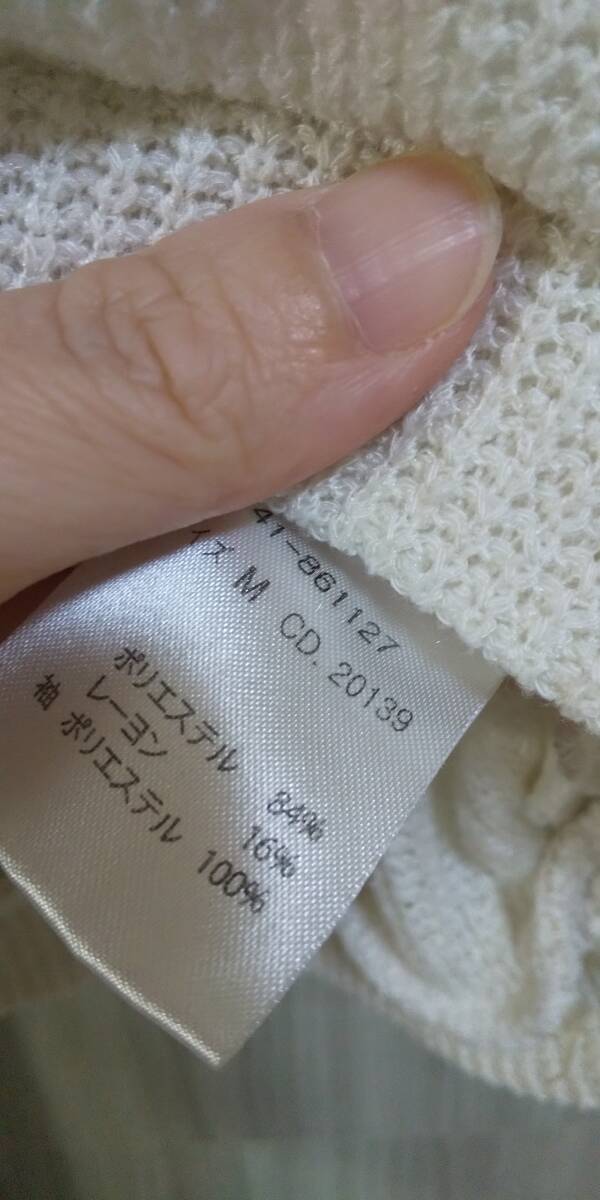 41-861127
イズ M CD. 20139
ポリエステル 84%
レーヨン 16%
袖 ポリエステル 100%